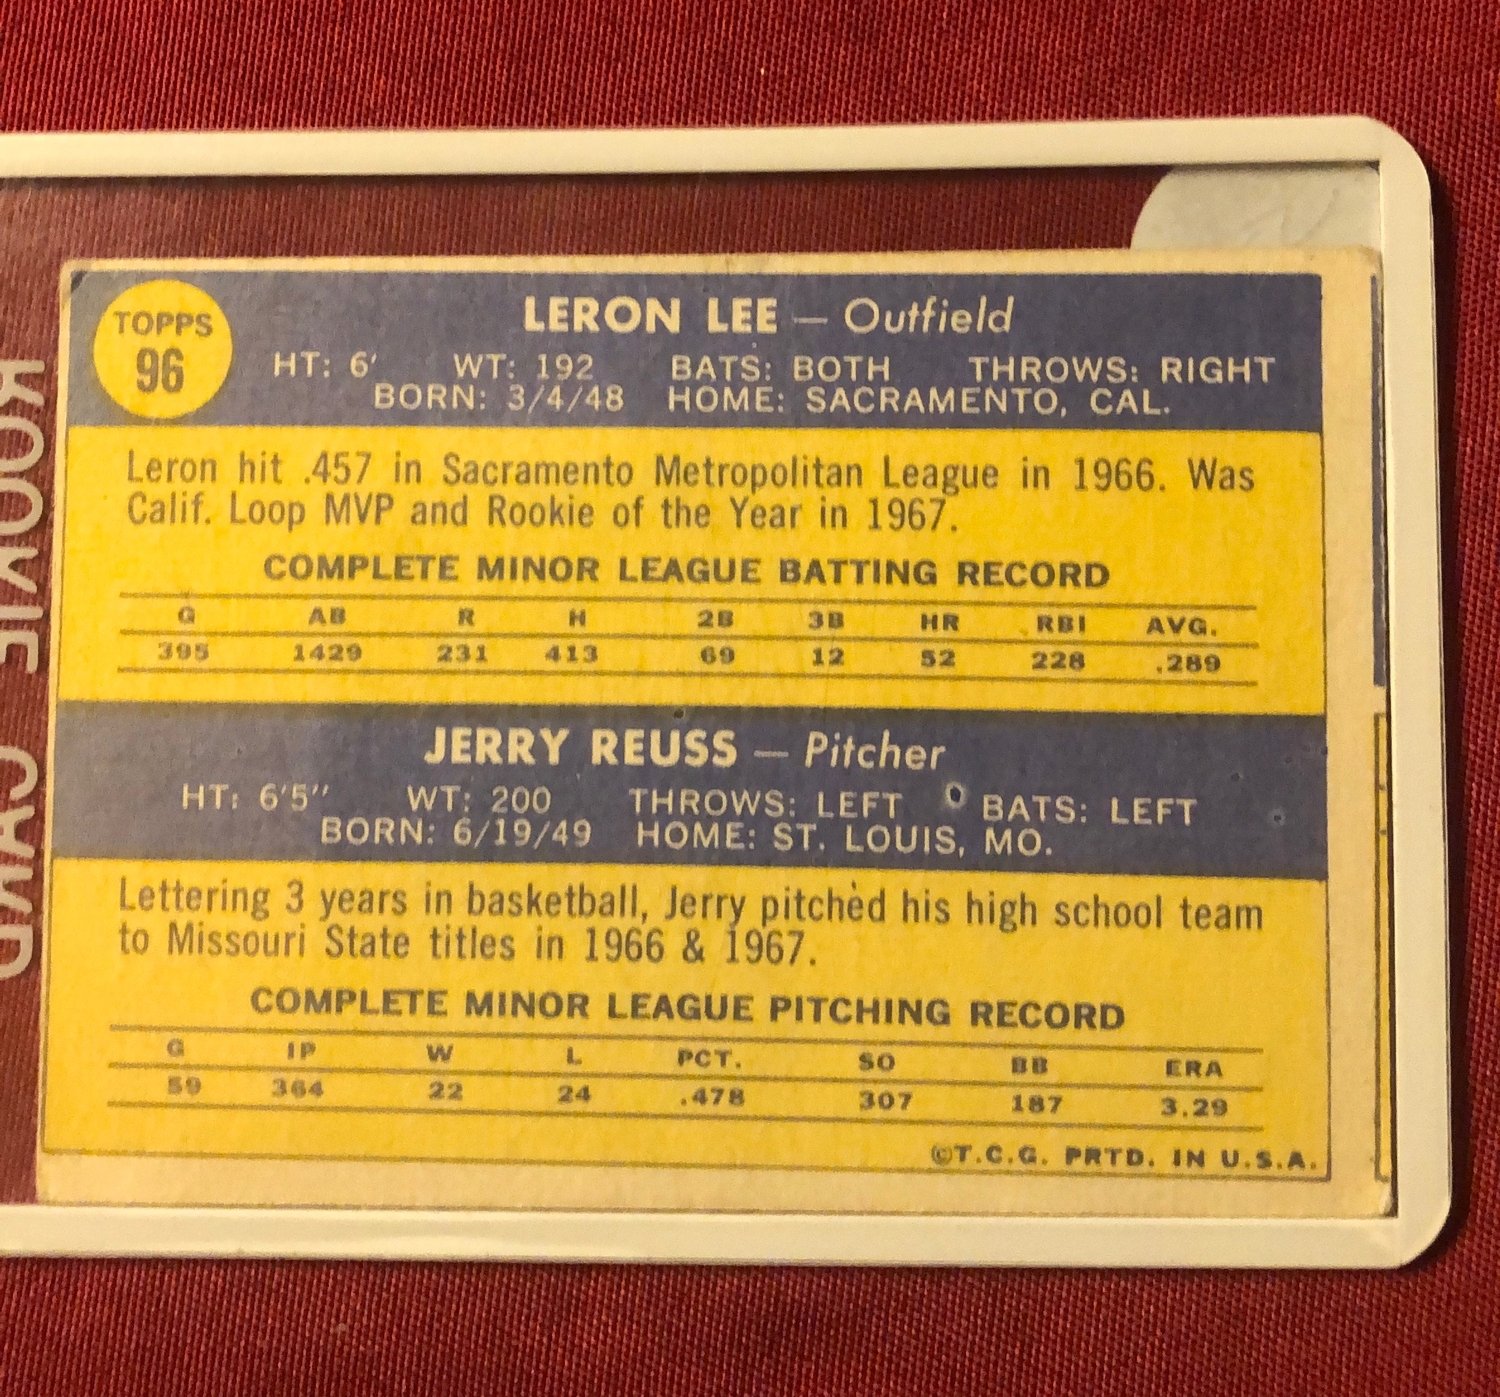 TOPPS
96
LERON LEE — Outfield
HT: 6' WT: 192 BATS: BOTH THROWS: RIGHT
BORN: 3/4/48 HOME: SACRAMENTO, CAL.
Leron hit .457 in Sacramento Metropolitan League in 1966. Was
Calif. Loop MVP and Rookie of the Year in 1967.
COMPLETE MINOR LEAGUE BATTING RECORD
G AB R H 2B 3B HR RBI AVG.
395 1429 231 413 69 12 52 228 .289
JERRY REUSS — Pitcher
HT: 6'5" WT: 200 THROWS: LEFT BATS: LEFT
BORN: 6/19/49 HOME: ST. LOUIS, MO.
Lettering 3 years in basketball, Jerry pitched his high school team
to Missouri State titles in 1966 & 1967.
COMPLETE MINOR LEAGUE PITCHING RECORD
G IP W L PCT. SO BB ERA
59 364 22 24 .478 307 187 3.29
©T.C.G. PRTD. IN U.S.A.
ROOKIE CARD